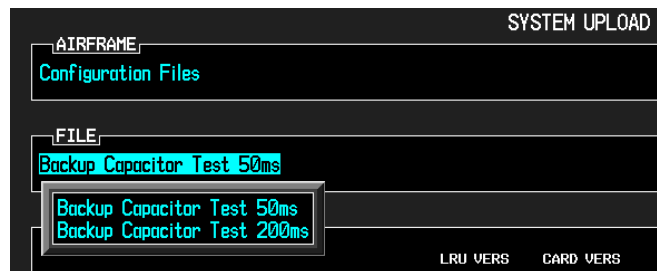 SYSTEM UPLOAD
AIRFRAME
Configuration Files
FILE
Backup Capacitor Test 50ms
Backup Capacitor Test 50ms
Backup Capacitor Test 200ms
LRU VERS CARD VERS